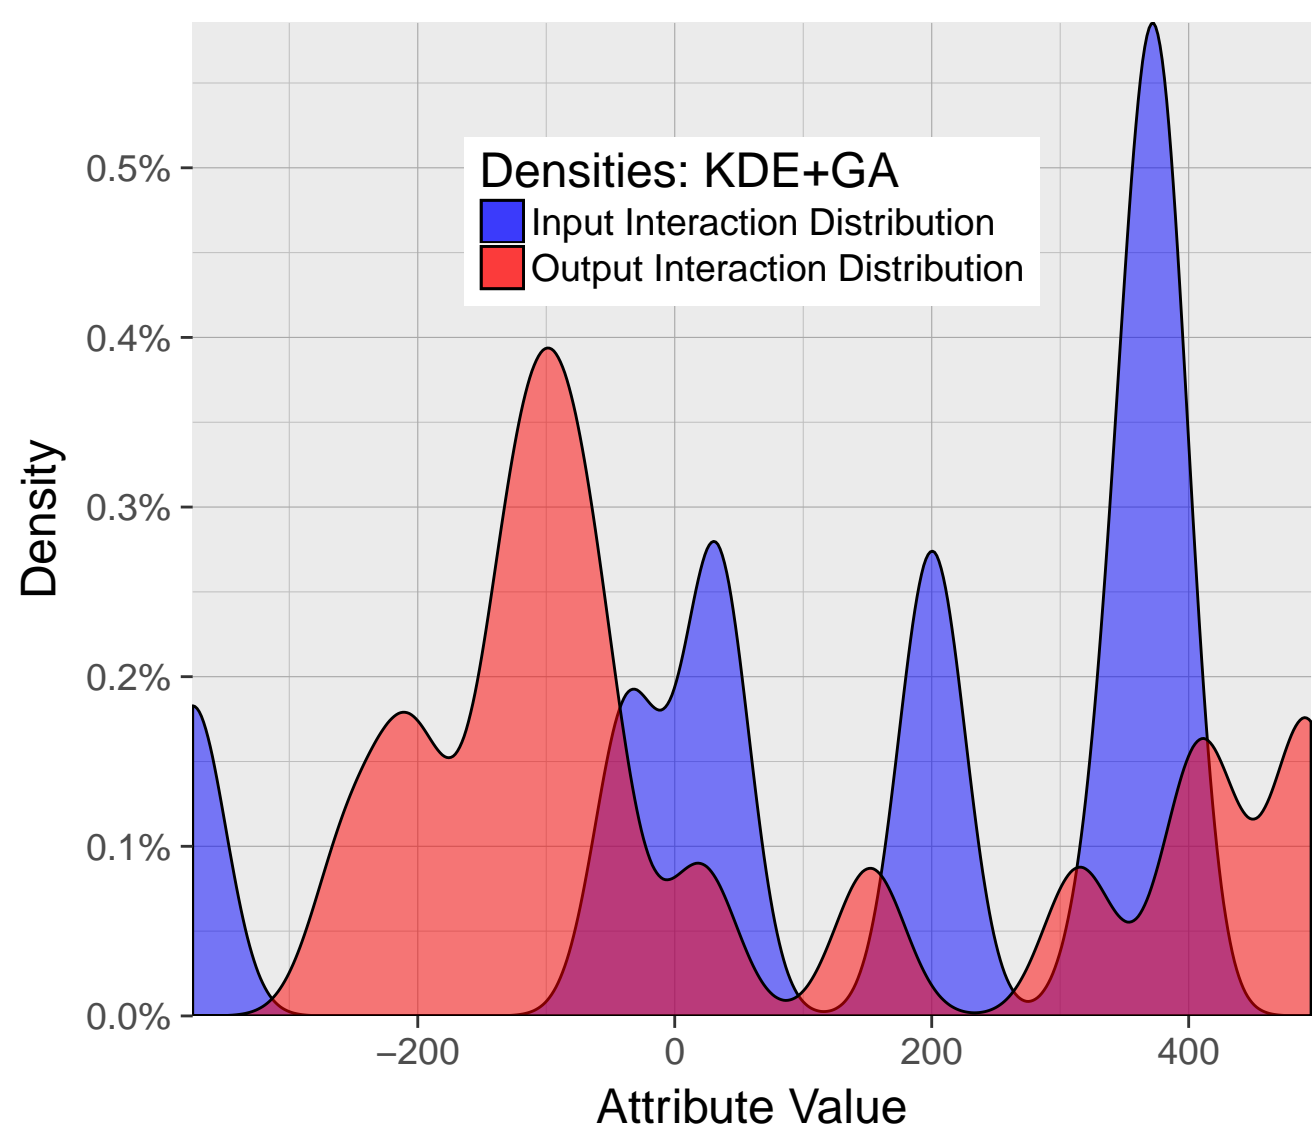 Densities: KDE+GA
Input Interaction Distribution
Output Interaction Distribution
0.5%
0.4%
0.3%
0.2%
0.1%
0.0%
Density
−200 0 200 400
Attribute Value